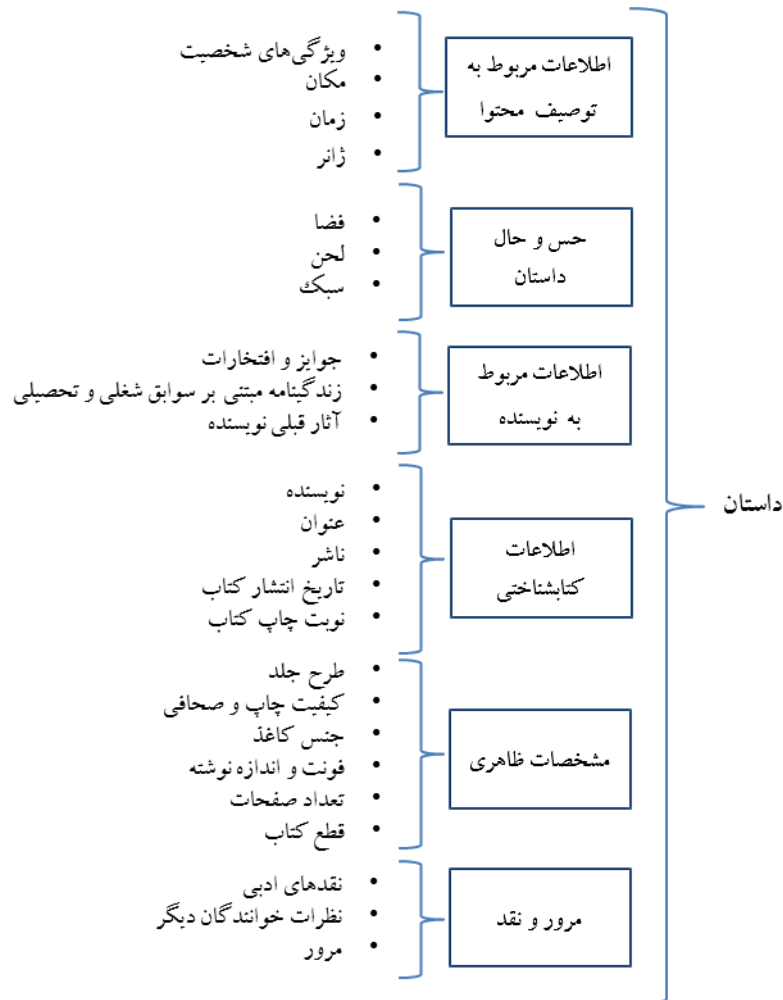 داستان
اطلاعات مربوط به
توصیف محتوا
ویژگی‌های شخصیت
مکان
زمان
ژانر
حس و حال
داستان
فضا
لحن
سبک
اطلاعات مربوط
به نویسنده
جوایز و افتخارات
زندگینامه مبتنی بر سوابق شغلی و تحصیلی
آثار قبلی نویسنده
اطلاعات
کتابشناختی
نویسنده
عنوان
ناشر
تاریخ انتشار کتاب
نوبت چاپ کتاب
مشخصات ظاهری
طرح جلد
کیفیت چاپ و صحافی
جنس کاغذ
فونت و اندازه نوشته
تعداد صفحات
قطع کتاب
مرور و نقد
نقدهای ادبی
نظرات خوانندگان دیگر
مرور